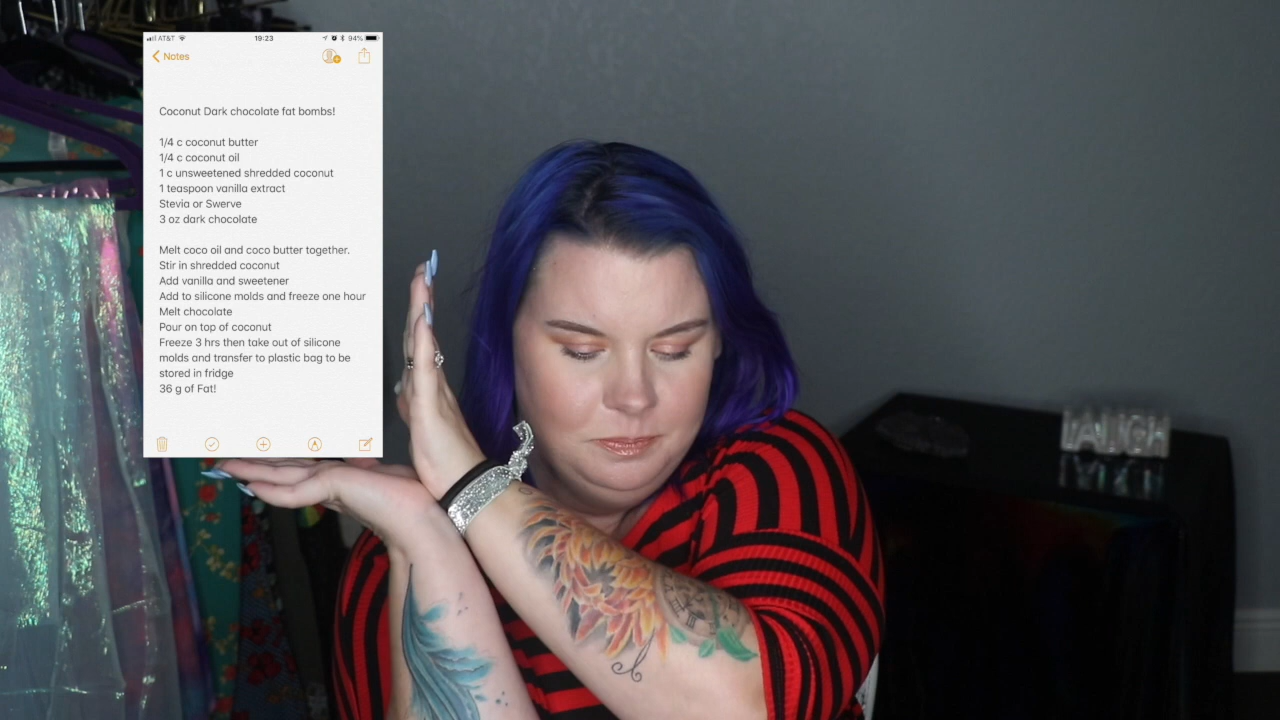 AT&T 19:23 94%
Notes
Coconut Dark chocolate fat bombs!
1/4 c coconut butter
1/4 c coconut oil
1 c unsweetened shredded coconut
1 teaspoon vanilla extract
Stevia or Swerve
3 oz dark chocolate
Melt coco oil and coco butter together.
Stir in shredded coconut
Add vanilla and sweetener
Add to silicone molds and freeze one hour
Melt chocolate
Pour on top of coconut
Freeze 3 hrs then take out of silicone
molds and transfer to plastic bag to be
stored in fridge
36 g of Fat!
LAUGH